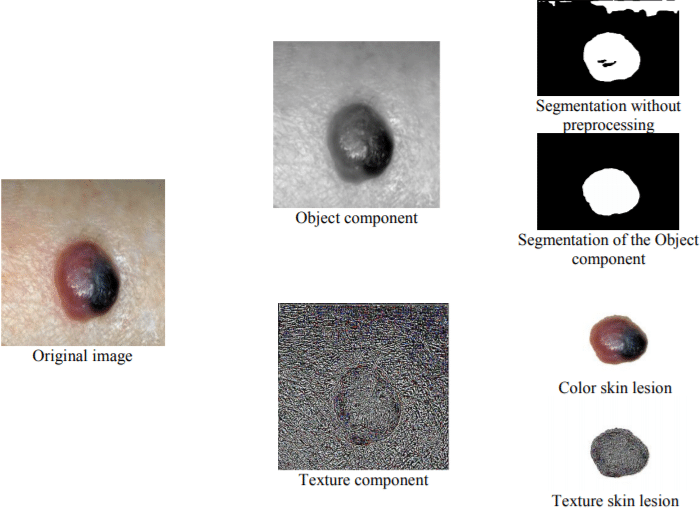 Segmentation without
preprocessing
Object component
Segmentation of the Object
component
Original image
Color skin lesion
Texture component
Texture skin lesion